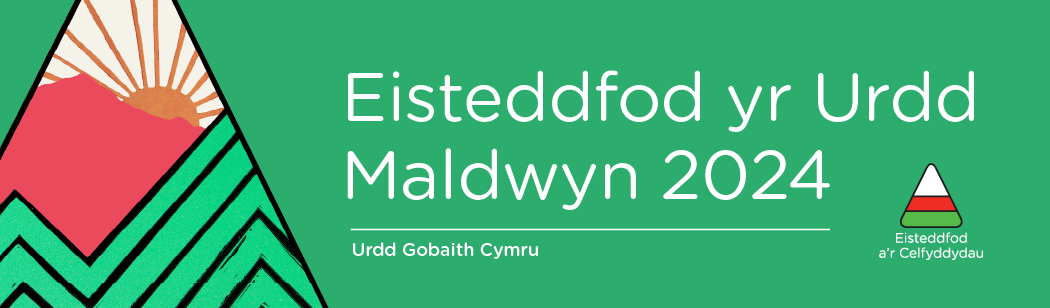 Eisteddfod yr Urdd
Maldwyn 2024
Urdd Gobaith Cymru
Eisteddfod
a'r Celfyddydau